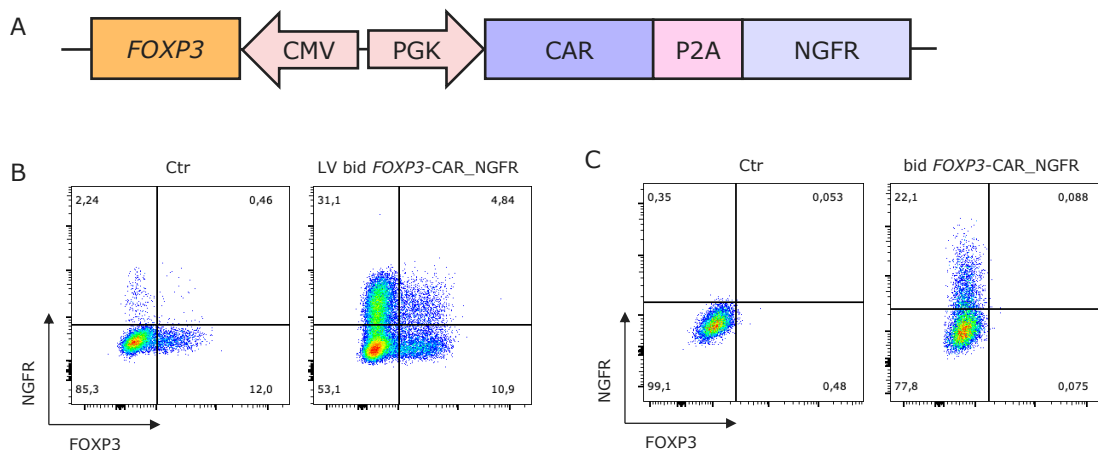 A
FOXP3 CMV PGK CAR P2A NGFR
B
Ctr
LV bid FOXP3-CAR_NGFR
2,24 0,46
31,1 4,84
85,3 12,0
53,1 10,9
NGFR
FOXP3
C
Ctr
bid FOXP3-CAR_NGFR
0,35 0,053
22,1 0,088
99,1 0,48
77,8 0,075
NGFR
FOXP3